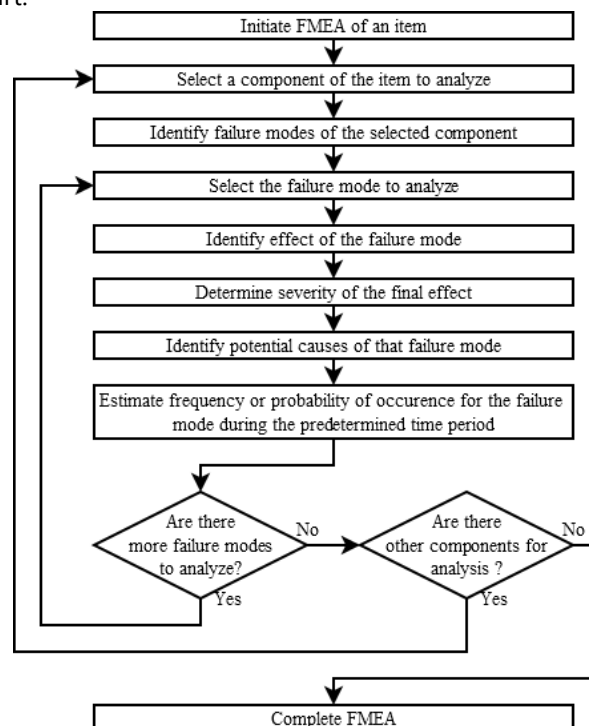 Initiate FMEA of an item
Select a component of the item to analyze
Identify failure modes of the selected component
Select the failure mode to analyze
Identify effect of the failure mode
Determine severity of the final effect
Identify potential causes of that failure mode
Estimate frequency or probability of occurence for the failure
mode during the predetermined time period
Are there
more failure modes
to analyze?
No
Yes
Are there
other components for
analysis ?
No
Yes
Complete FMEA